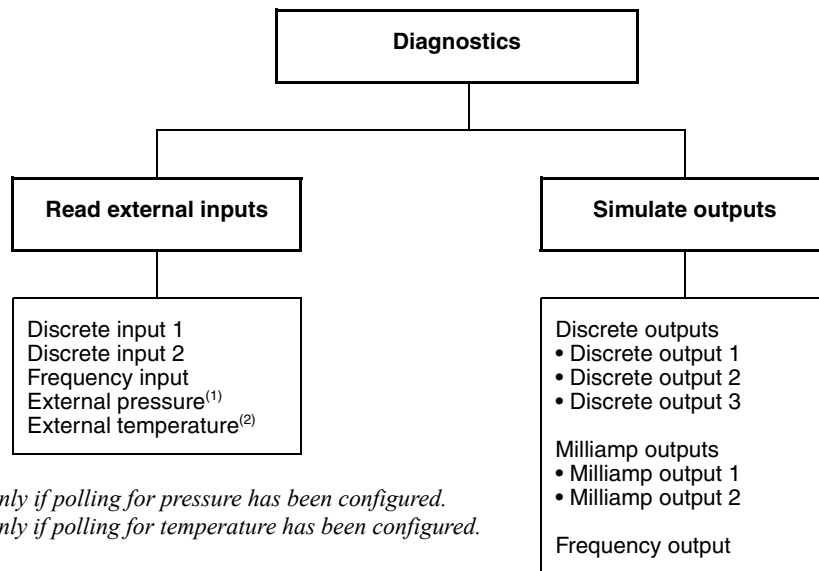 Diagnostics
Read external inputs
Simulate outputs
Discrete input 1
Discrete input 2
Frequency input
External pressure(1)
External temperature(2)
Discrete outputs
• Discrete output 1
• Discrete output 2
• Discrete output 3
Milliamp outputs
• Milliamp output 1
• Milliamp output 2
Frequency output
if polling for pressure has been configured.
if polling for temperature has been configured.